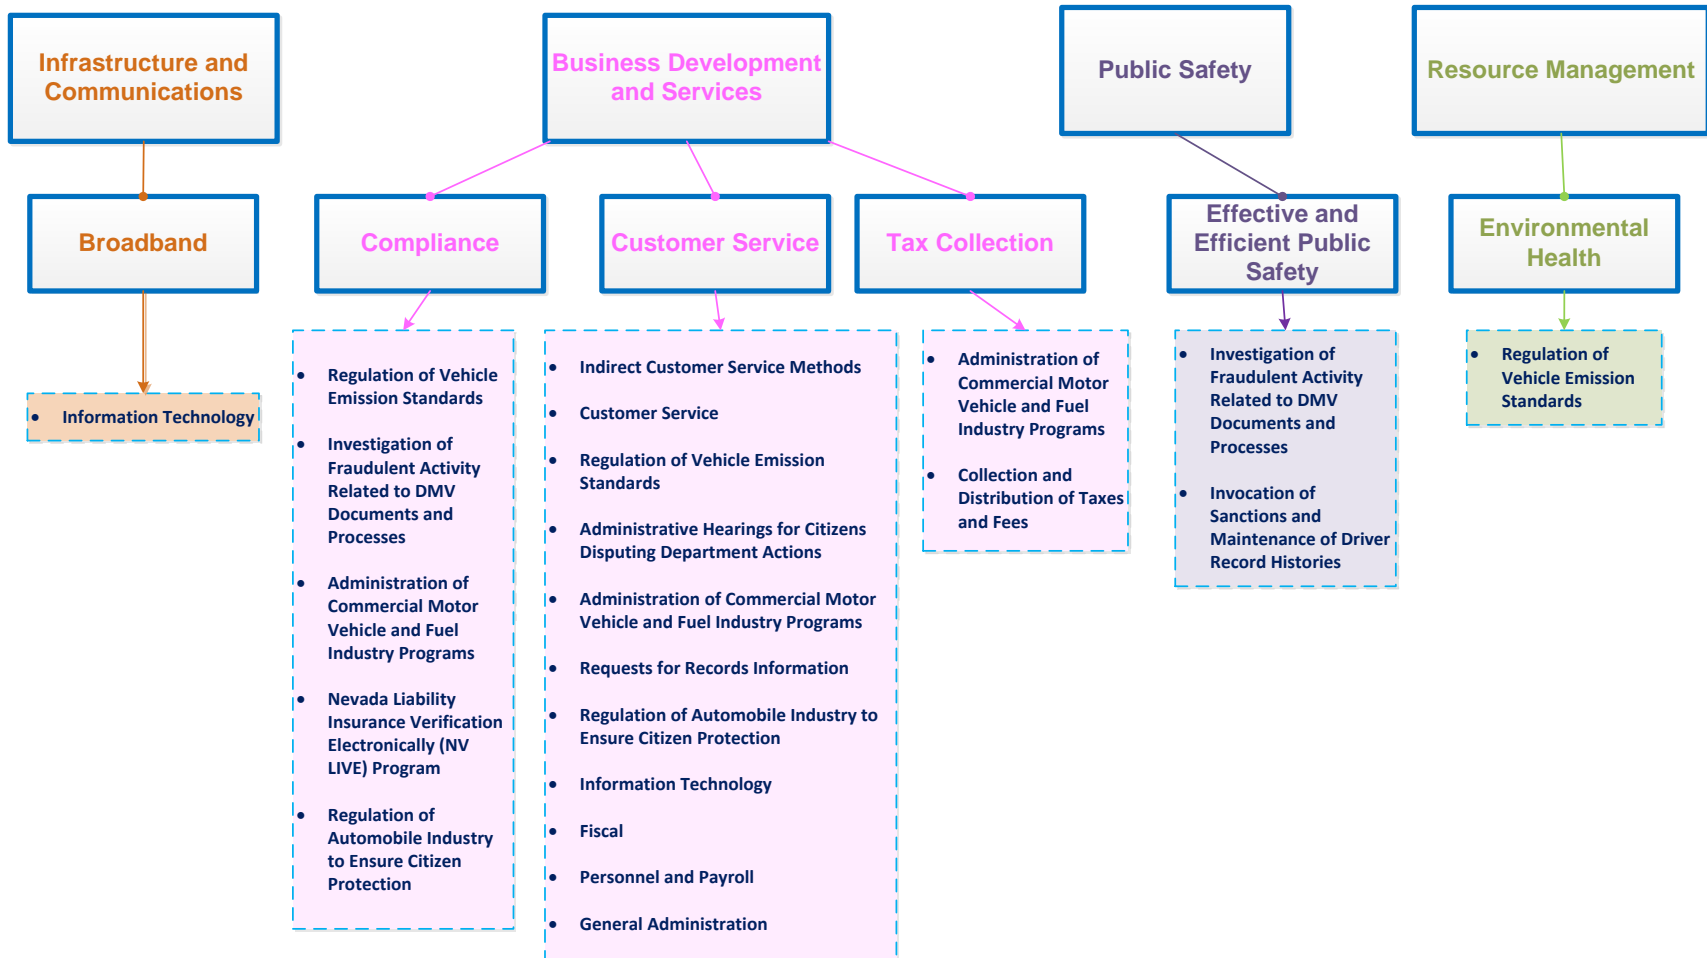 Infrastructure and
Communications
Business Development
and Services
Public Safety
Resource Management
Broadband
Compliance
Customer Service
Tax Collection
Effective and
Efficient Public
Safety
Environmental
Health
• Information Technology
• Regulation of Vehicle
Emission Standards
• Investigation of
Fraudulent Activity
Related to DMV
Documents and
Processes
• Administration of
Commercial Motor
Vehicle and Fuel
Industry Programs
• Nevada Liability
Insurance Verification
Electronically (NV
LIVE) Program
• Regulation of
Automobile Industry
to Ensure Citizen
Protection
• Indirect Customer Service Methods
• Customer Service
• Regulation of Vehicle Emission
Standards
• Administrative Hearings for Citizens
Disputing Department Actions
• Administration of Commercial Motor
Vehicle and Fuel Industry Programs
• Requests for Records Information
• Regulation of Automobile Industry to
Ensure Citizen Protection
• Information Technology
• Fiscal
• Personnel and Payroll
• General Administration
• Administration of
Commercial Motor
Vehicle and Fuel
Industry Programs
• Collection and
Distribution of Taxes
and Fees
• Investigation of
Fraudulent Activity
Related to DMV
Documents and
Processes
• Invocation of
Sanctions and
Maintenance of Driver
Record Histories
• Regulation of
Vehicle Emission
Standards